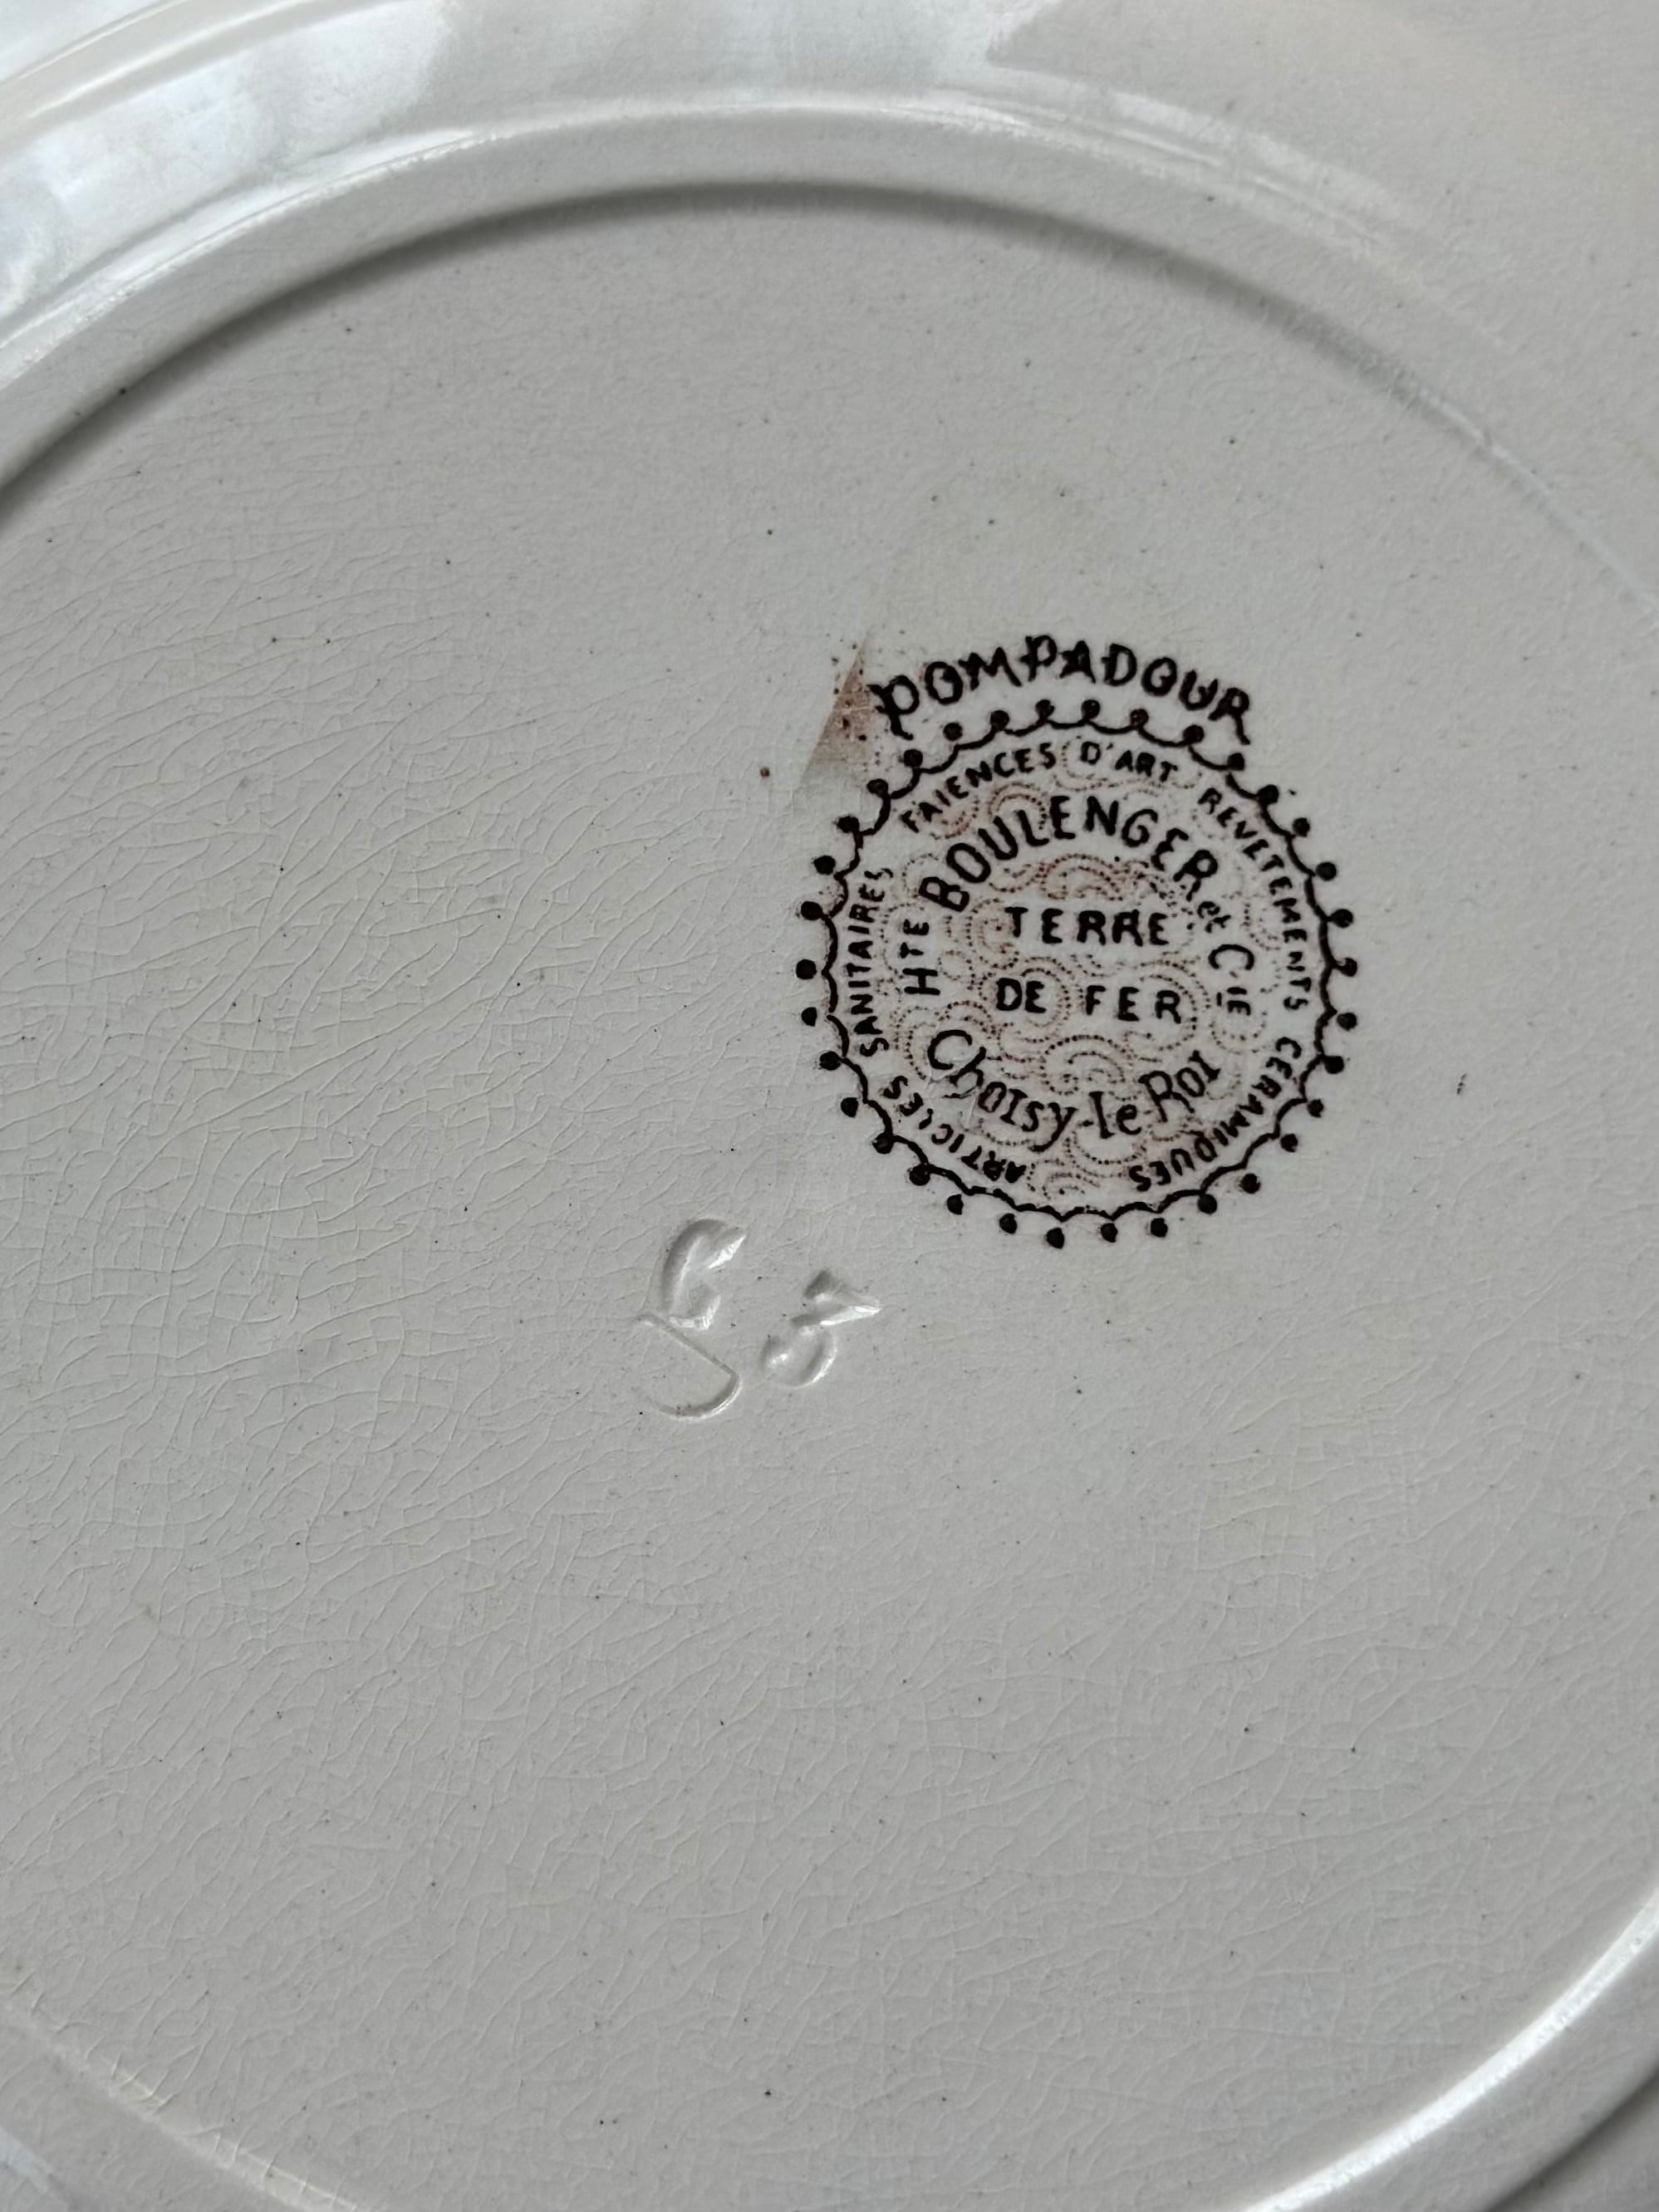 POMPADOUR
FAIENCES D'ART REVETEMENTS CERAMIQUES ARTICLES SANITAIRES
HTE BOULENGER et CIE
TERRE
DE FER
Choisy-le-Roi